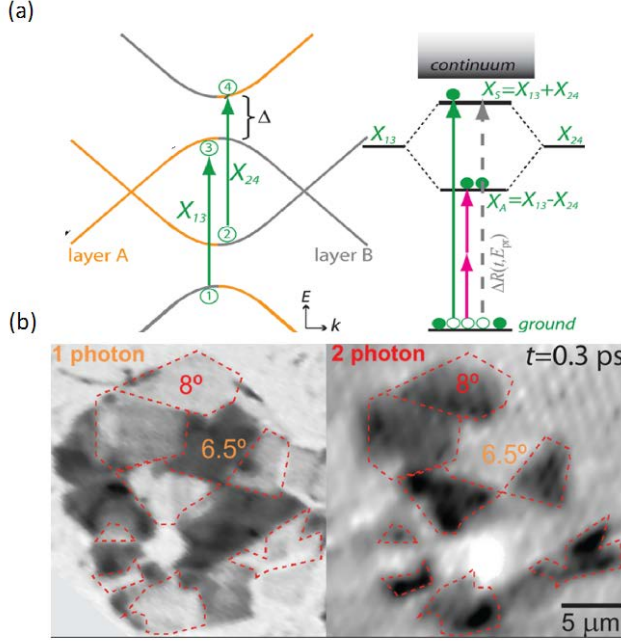 (a)
continuum
4
Xₛ=X₁₃+X₂₄
Δ
X₁₃
X₂₄
3
X₂₄
X₁₃
X_A=X₁₃-X₂₄
2
layer A
layer B
ΔR(t,Eₚᵣ)
1
E
k
ground
(b)
1 photon
8º
6.5º
2 photon
t=0.3 ps
8º
6.5º
5 μm